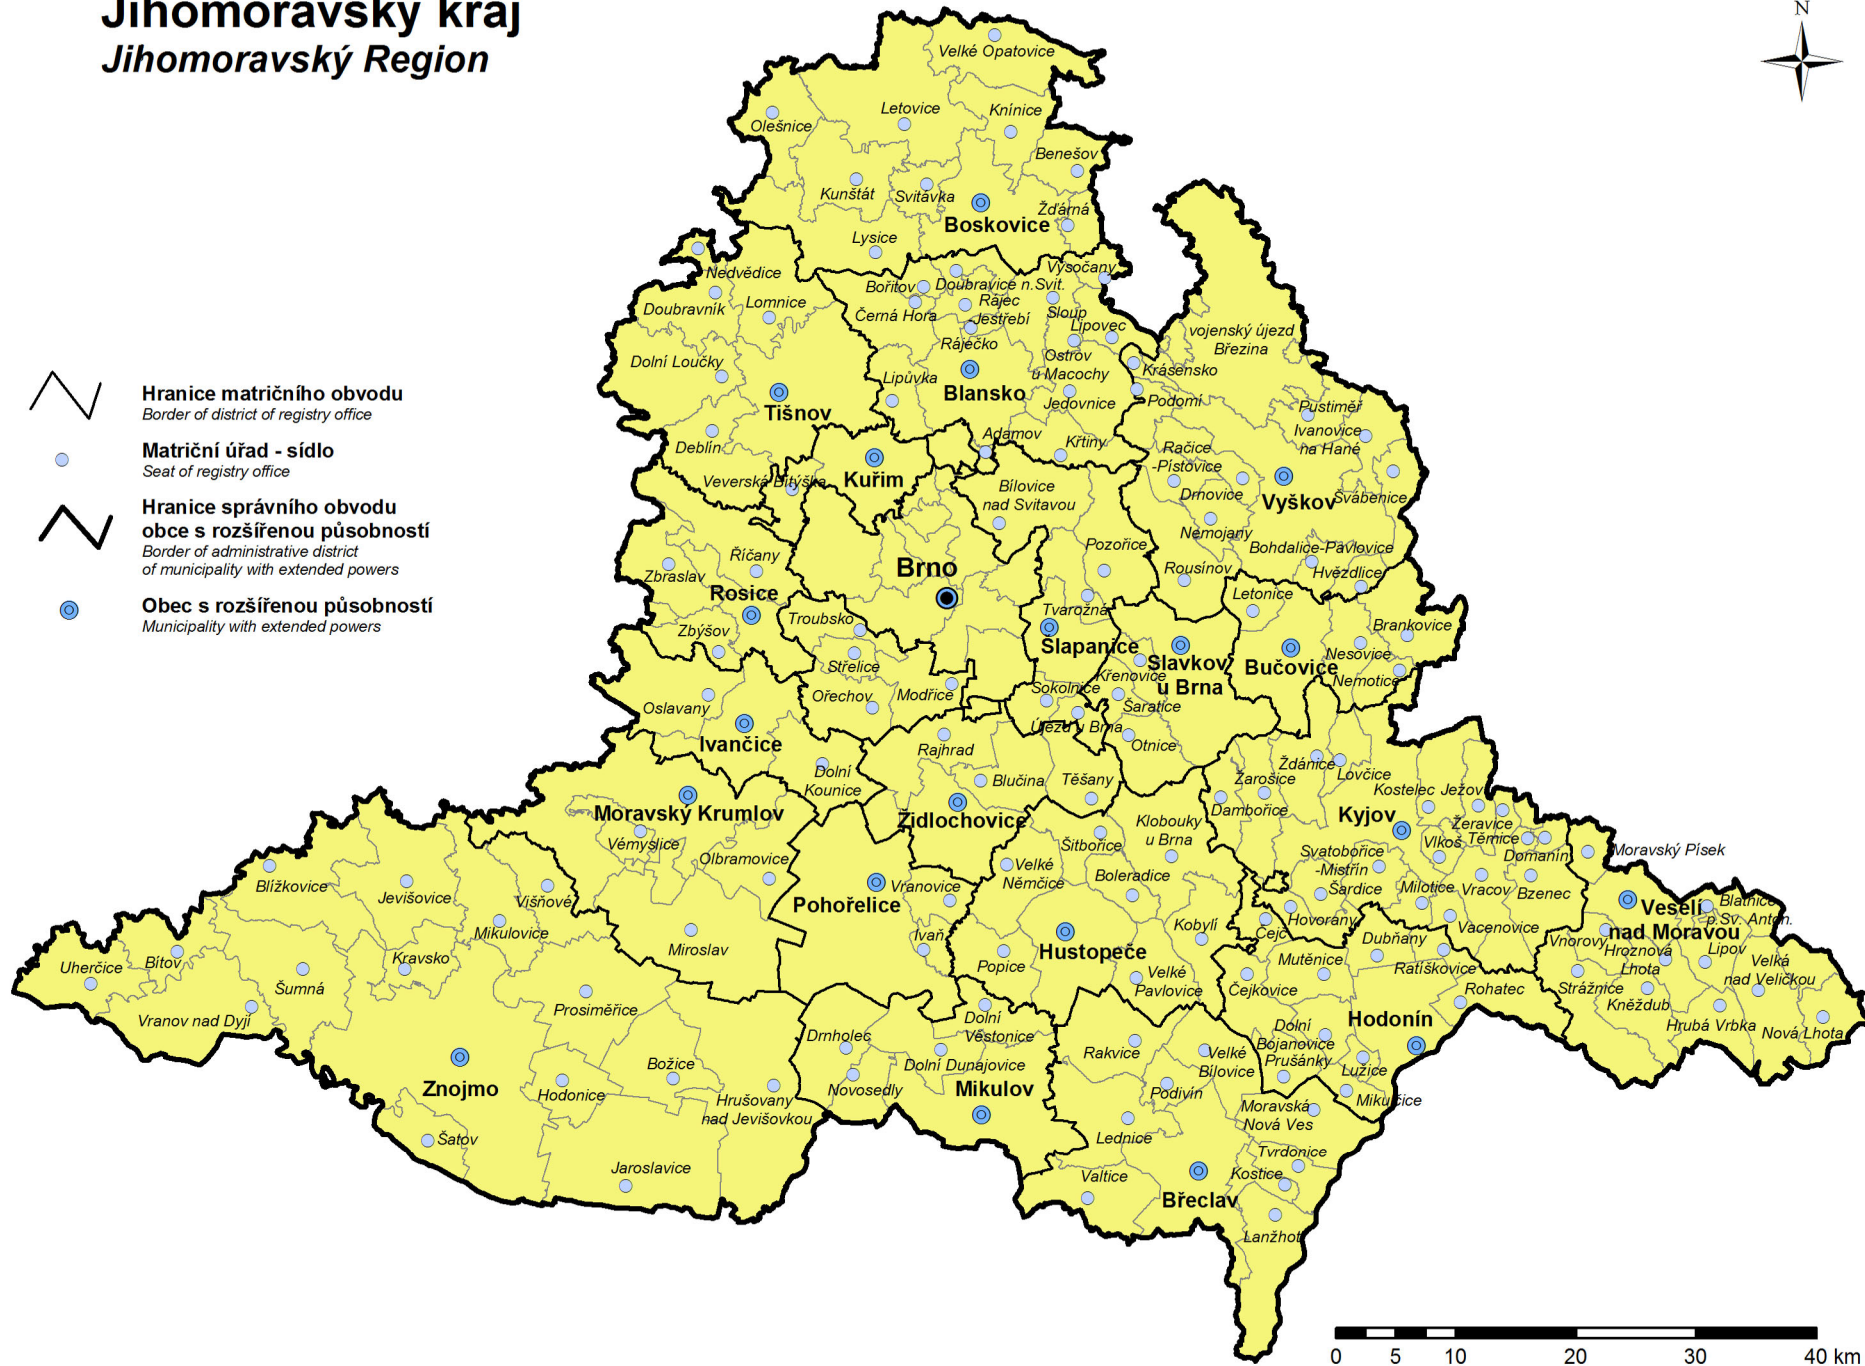 Jihomoravský kraj
Jihomoravský Region
N
Hranice matričního obvodu
Border of district of registry office
Matriční úřad - sídlo
Seat of registry office
Hranice správního obvodu
obce s rozšířenou působností
Border of administrative district
of municipality with extended powers
Obec s rozšířenou působností
Municipality with extended powers
Velké Opatovice
Olešnice
Letovice
Knínice
Benešov
Kunštát
Svitávka
Boskovice
Žďárná
Lysice
Nedvědice
Doubravník
Lomnice
Dolní Loučky
Tišnov
Deblín
Veverská Bítýška
Kuřim
Bořitov
Doubravice n.Svit.
Vysočany
Černá Hora
Rájec
-Jestřebí
Sloup
Lipovec
Ráječko
Ostrov
u Macochy
Lipůvka
Blansko
Jedovnice
Krásensko
Podomí
Adamov
Křtiny
vojenský újezd
Březina
Pustiměř
Ivanovice
na Hané
Račice
-Pístovice
Drnovice
Vyškov
Švábenice
Nemojany
Bohdalice-Pavlovice
Hvězdlice
Rousínov
Bílovice
nad Svitavou
Pozořice
Brno
Tvarožná
Šlapanice
Říčany
Zbraslav
Rosice
Zbýšov
Troubsko
Střelice
Ořechov
Modřice
Sokolnice
Újezd u Brna
Letonice
Brankovice
Slavkov
u Brna
Křenovice
Šaratice
Otnice
Bučovice
Nesovice
Nemotice
Oslavany
Ivančice
Dolní
Kounice
Rajhrad
Blučina
Těšany
Židlochovice
Moravský Krumlov
Vémyslice
Olbramovice
Miroslav
Pohořelice
Vranovice
Ivaň
Velké
Němčice
Šitbořice
Klobouky
u Brna
Boleradice
Kobylí
Hustopeče
Popice
Velké
Pavlovice
Ždánice
Lovčice
Žarošice
Dambořice
Kostelec
Ježov
Kyjov
Žeravice
Vlkoš
Těmice
Domanín
Svatobořice
-Mistřín
Šardice
Milotice
Vracov
Bzenec
Hovorany
Čejč
Vacenovice
Moravský Písek
Veselí
nad Moravou
Blatnice
p.Sv. Anton.
Vnorovy
Hroznová
Lhota
Lipov
Velká
nad Veličkou
Strážnice
Kněždub
Hrubá Vrbka
Nová Lhota
Dubňany
Mutěnice
Ratíškovice
Čejkovice
Rohatec
Hodonín
Dolní
Bojanovice
Prušánky
Lužice
Mikulčice
Blížkovice
Jevišovice
Višňové
Mikulovice
Uherčice
Bítov
Šumná
Kravsko
Vranov nad Dyjí
Prosiměřice
Znojmo
Hodonice
Božice
Hrušovany
nad Jevišovkou
Šatov
Jaroslavice
Drnholec
Novosedly
Dolní
Věstonice
Dolní Dunajovice
Mikulov
Rakvice
Velké
Bílovice
Podivín
Lednice
Moravská
Nová Ves
Tvrdonice
Kostice
Valtice
Břeclav
Lanžhot
0 5 10 20 30 40 km